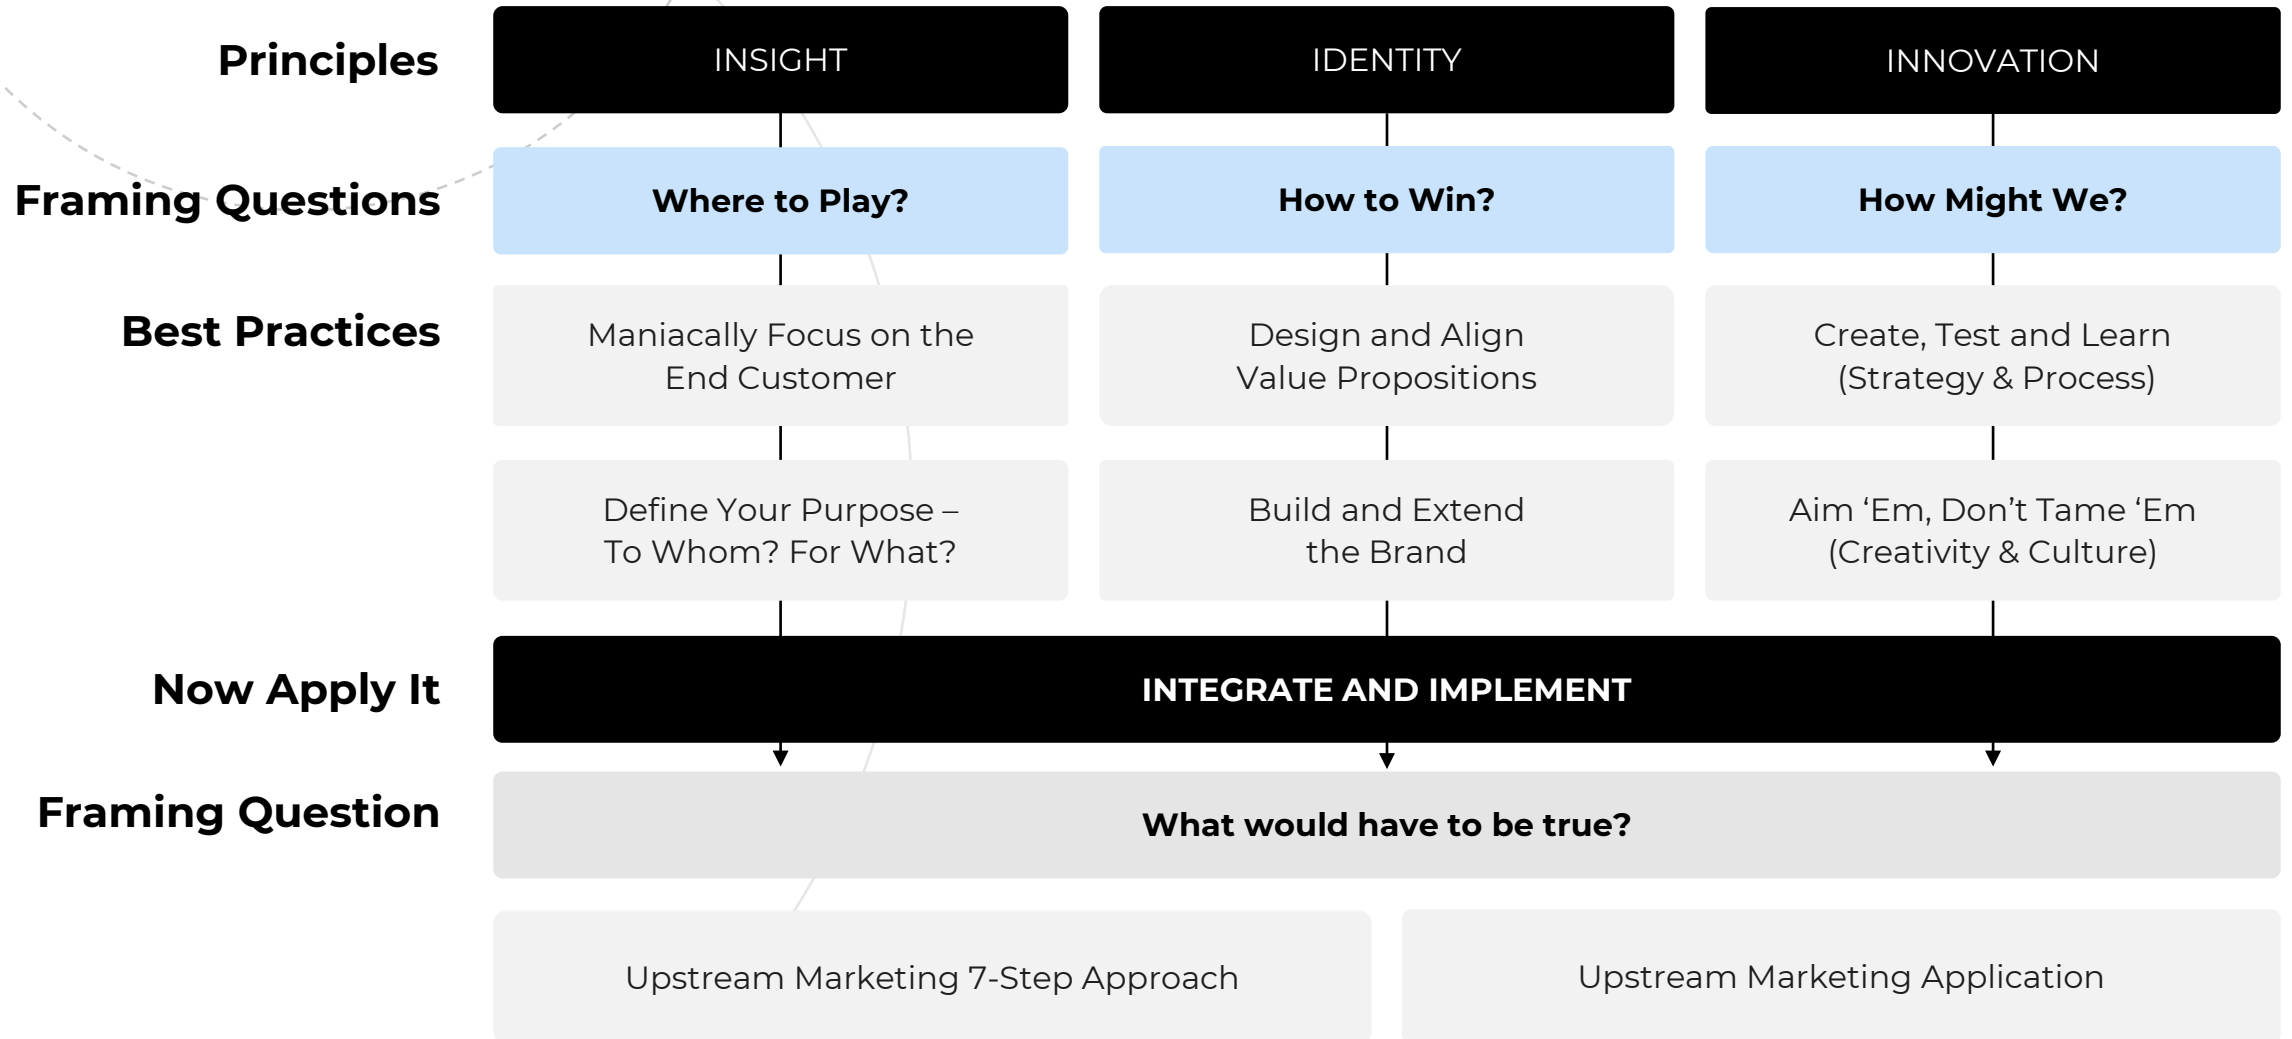 Principles
INSIGHT
IDENTITY
INNOVATION
Framing Questions
Where to Play?
How to Win?
How Might We?
Best Practices
Maniacally Focus on the
End Customer
Design and Align
Value Propositions
Create, Test and Learn
(Strategy & Process)
Define Your Purpose –
To Whom? For What?
Build and Extend
the Brand
Aim ‘Em, Don’t Tame ‘Em
(Creativity & Culture)
Now Apply It
INTEGRATE AND IMPLEMENT
Framing Question
What would have to be true?
Upstream Marketing 7-Step Approach
Upstream Marketing Application